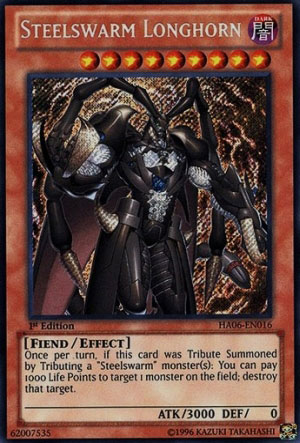 STEELSWARM LONGHORN
DARK
闇
1st Edition
HA06-EN016
[FIEND / EFFECT]
Once per turn, if this card was Tribute Summoned
by Tributing a "Steelswarm" monster(s): You can pay
1000 Life Points to target 1 monster on the field; destroy
that target.
ATK/3000 DEF/ 0
62007535
©1996 KAZUKI TAKAHASHI